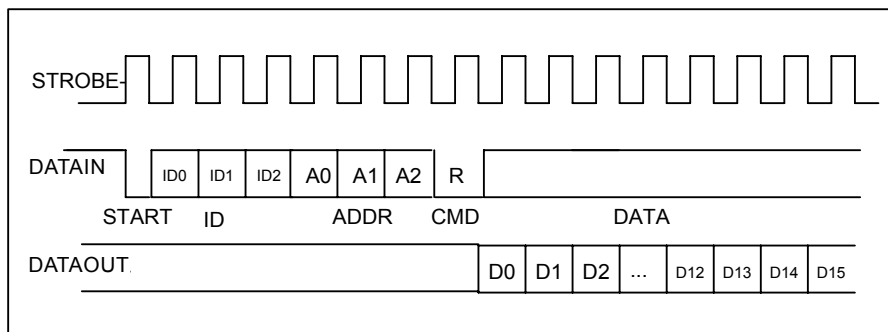 STROBE-
DATAIN ID0 ID1 ID2 A0 A1 A2 R
START ID ADDR CMD DATA
DATAOUT. D0 D1 D2 ... D12 D13 D14 D15